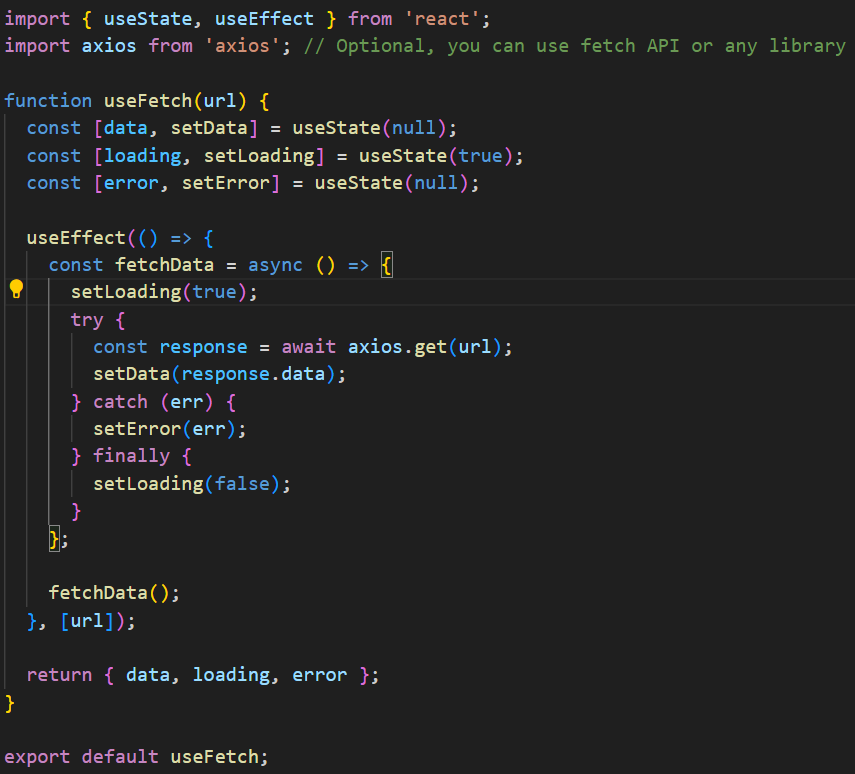 import { useState, useEffect } from 'react';
import axios from 'axios'; // Optional, you can use fetch API or any library
function useFetch(url) {
const [data, setData] = useState(null);
const [loading, setLoading] = useState(true);
const [error, setError] = useState(null);
useEffect(() => {
const fetchData = async () => {
setLoading(true);
try {
const response = await axios.get(url);
setData(response.data);
} catch (err) {
setError(err);
} finally {
setLoading(false);
}
};
fetchData();
}, [url]);
return { data, loading, error };
}
export default useFetch;